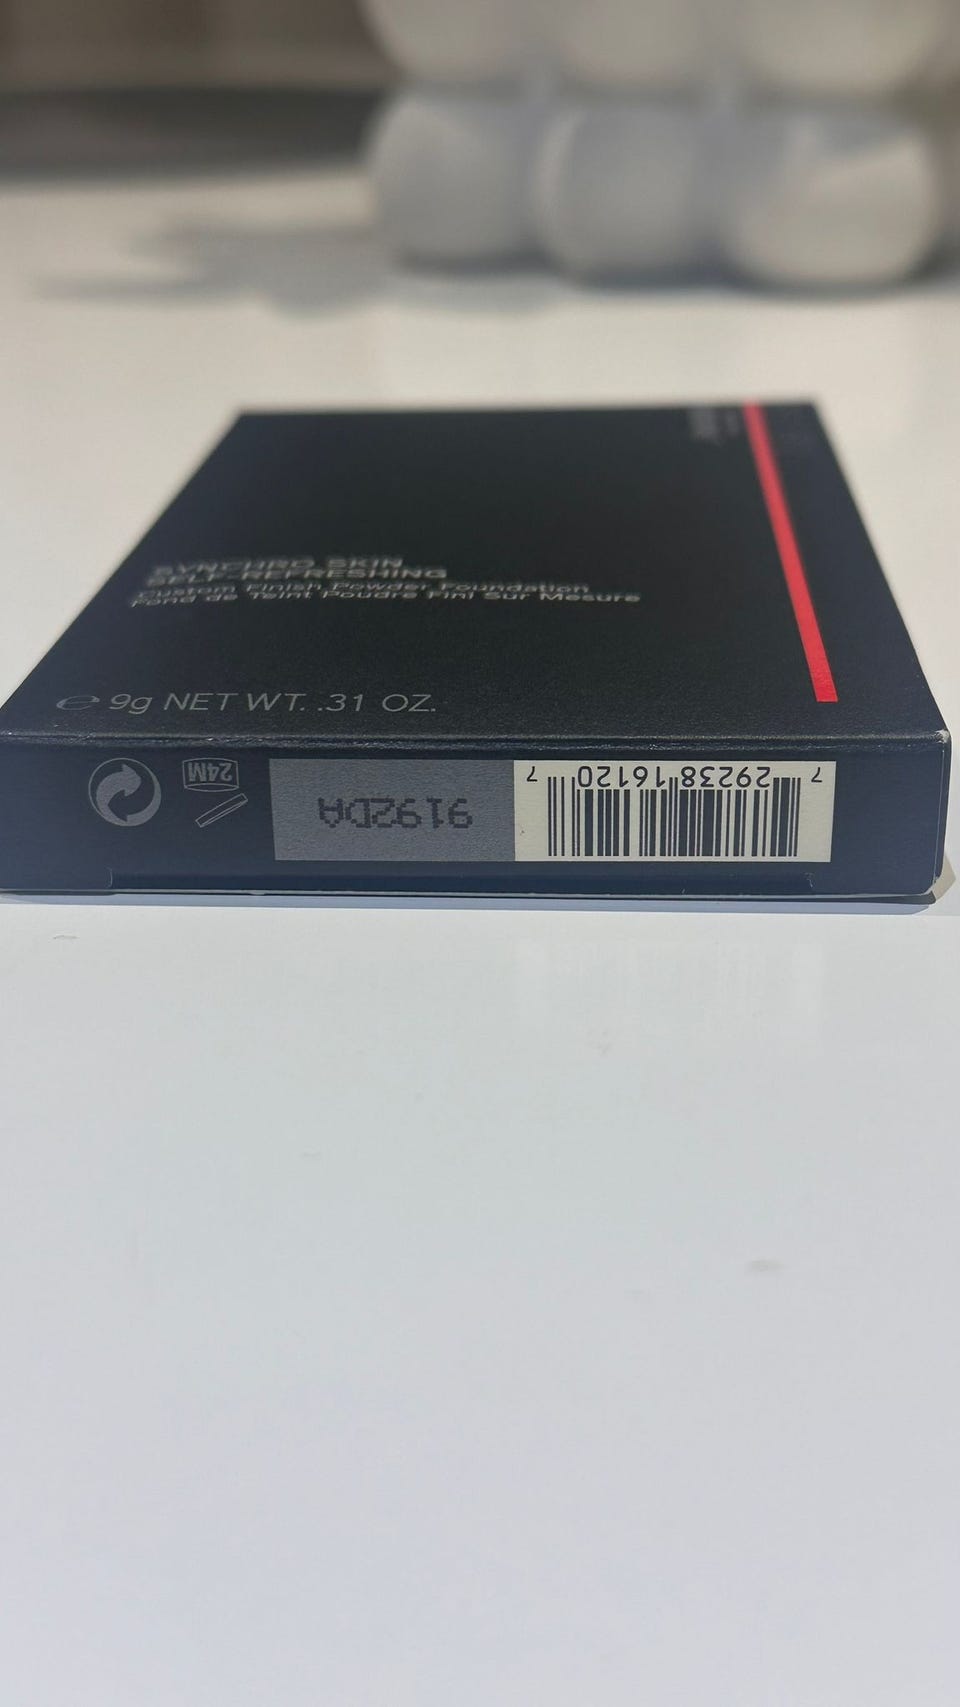 SYNCHRO SKIN
SELF-REFRESHING
Custom Finish Powder Foundation
Fond de Teint Poudre Fini Sur Mesure
℮ 9g NET WT. .31 OZ.
24M
9192DA
7 29238 16120 7